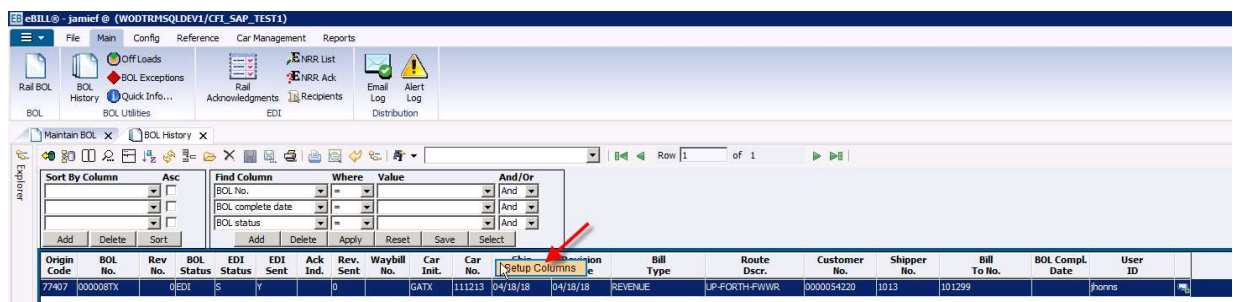 EB eBILL® - jamief @ (WODTRMSQLDEV1/CFI_SAP_TEST1)
File Main Config Reference Car Management Reports
Rail BOL
BOL
BOL History
Off Loads
BOL Exceptions
Quick Info...
BOL Utilities
Rail Acknowledgments
ENRR List
ENRR Ack
Recipients
EDI
Email Log
Alert Log
Distribution
Maintain BOL X BOL History X
Explorer
Row 1 of 1
Sort By Column Asc
Add Delete Sort
Find Column Where Value And/Or
BOL No. = And
BOL complete date = And
BOL status = And
Add Delete Apply Reset Save Select
Origin Code BOL No. Rev No. BOL Status EDI Status EDI Sent Ack Ind. Rev. Sent Waybill No. Car Init. Car No. Bill Type Route Dscr. Customer No. Shipper No. Bill To No. BOL Compl. Date User ID
Setup Columns
77407 000008TX 0 EDI S Y 0 GATX 111213 04/18/18 04/18/18 REVENUE UP-FORTH-FWWR 0000054220 1013 101299 jhonns